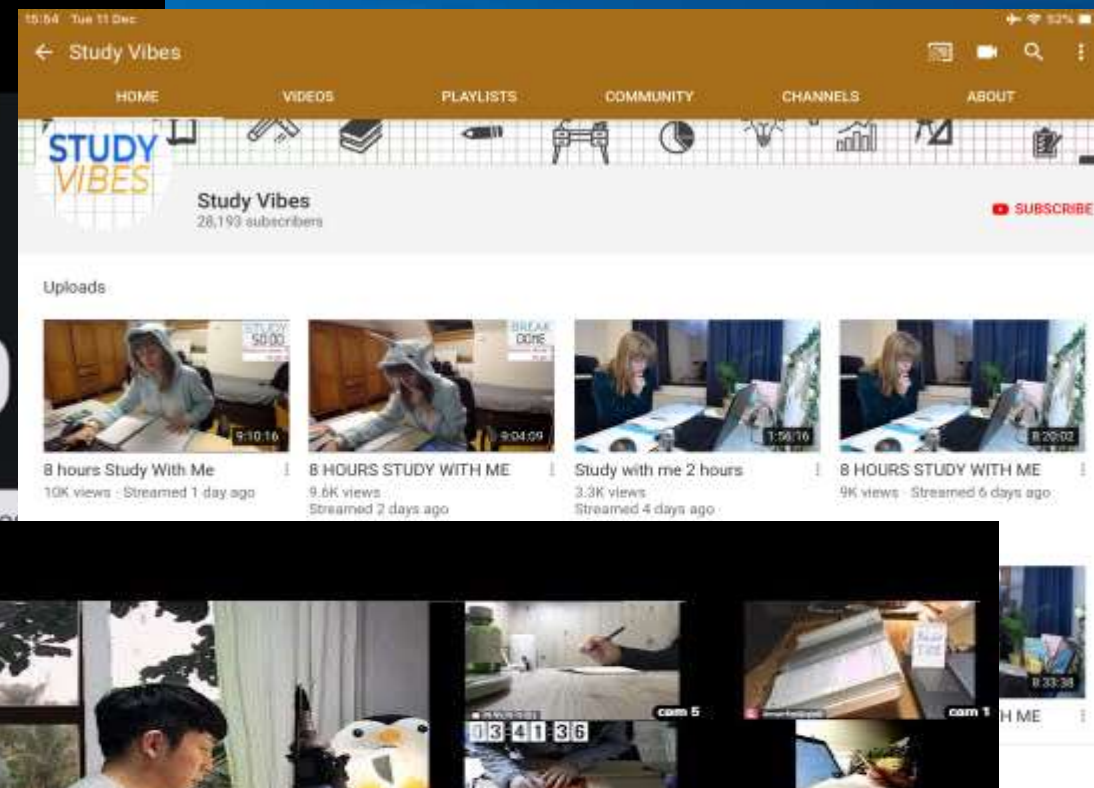 15:54 Tue 11 Dec
52%
Study Vibes
HOME VIDEOS PLAYLISTS COMMUNITY CHANNELS ABOUT
STUDY
VIBES
Study Vibes
28,193 subscribers
SUBSCRIBE
Uploads
STUDY
50:00
9:10:16
BREAK
DONE
9:04:09
1:56:16
8:20:02
8 hours Study With Me
10K views · Streamed 1 day ago
8 HOURS STUDY WITH ME
9.6K views
Streamed 2 days ago
Study with me 2 hours
3.3K views
Streamed 4 days ago
8 HOURS STUDY WITH ME
9K views · Streamed 6 days ago
8:33:38
H ME
cam 5
cam 1
03:41:36